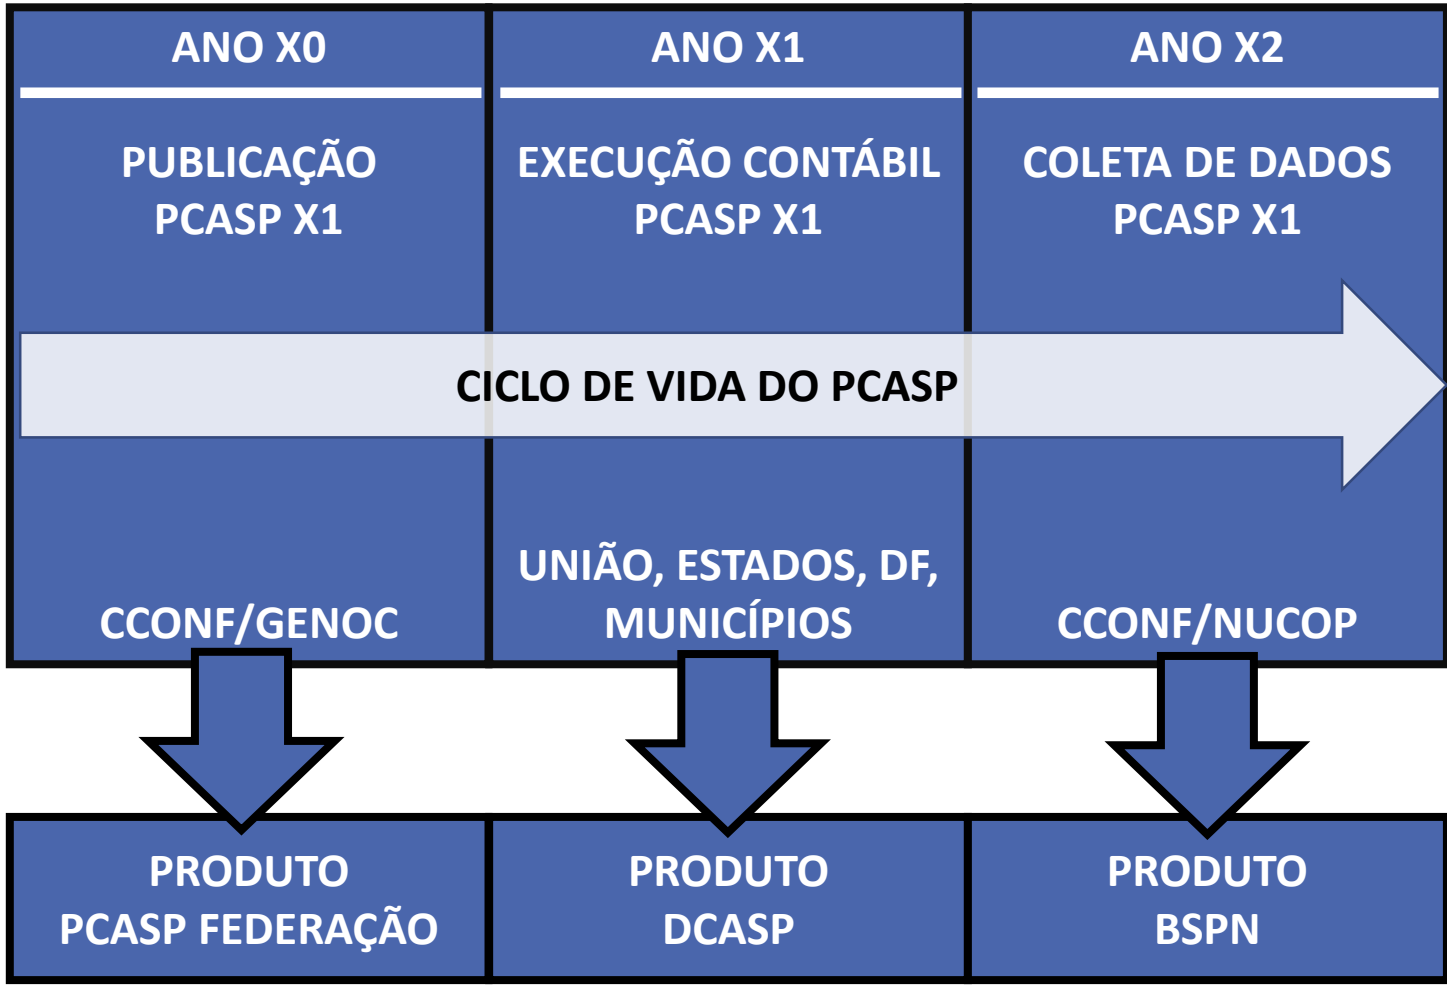 ANO X0
PUBLICAÇÃO
PCASP X1
CCONF/GENOC
ANO X1
EXECUÇÃO CONTÁBIL
PCASP X1
UNIÃO, ESTADOS, DF,
MUNICÍPIOS
ANO X2
COLETA DE DADOS
PCASP X1
CCONF/NUCOP
CICLO DE VIDA DO PCASP
PRODUTO
PCASP FEDERAÇÃO
PRODUTO
DCASP
PRODUTO
BSPN